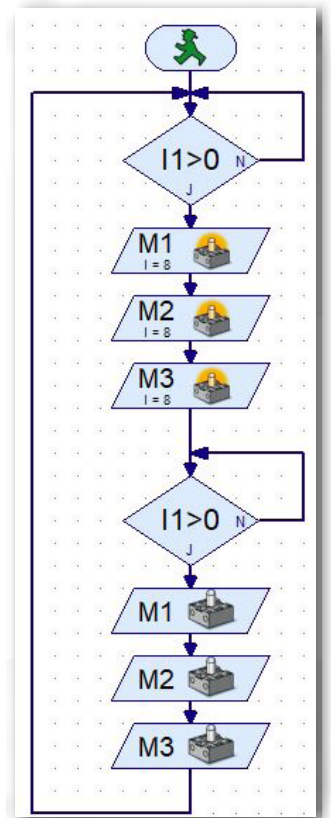 I1>0 N
J
M1
I = 8
M2
I = 8
M3
I = 8
I1>0 N
J
M1
M2
M3